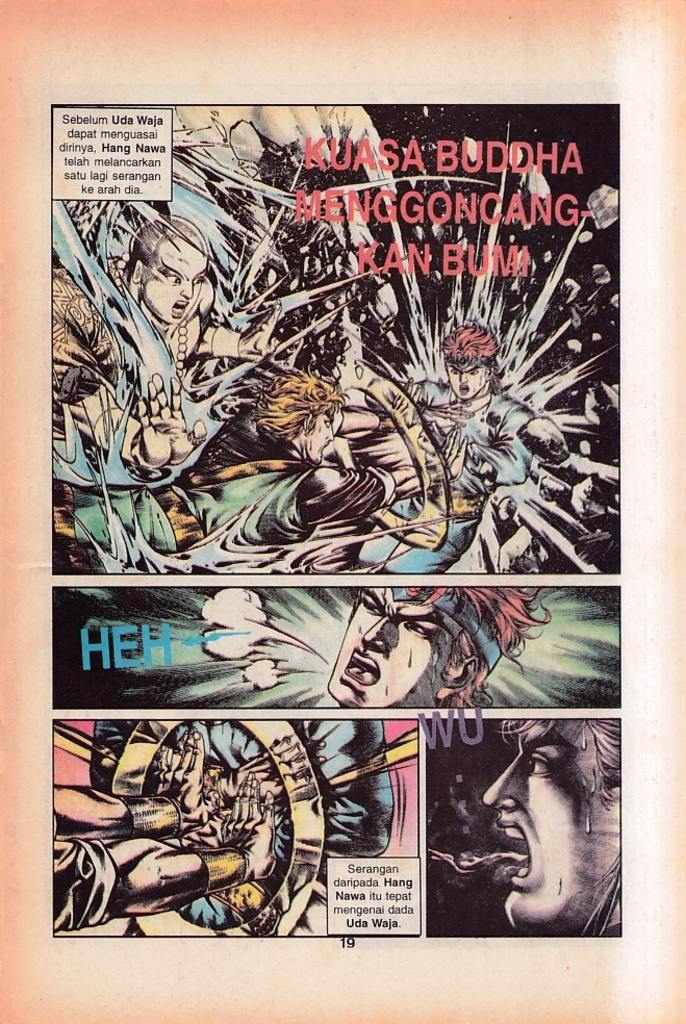 Sebelum Uda Waja
dapat menguasai
dirinya, Hang Nawa
telah melancarkan
satu lagi serangan
ke arah dia.
KUASA BUDDHA
MENGGONCANG-
KAN BUMI
HEH
WU
Serangan
daripada Hang
Nawa itu tepat
mengenai dada
Uda Waja.
19